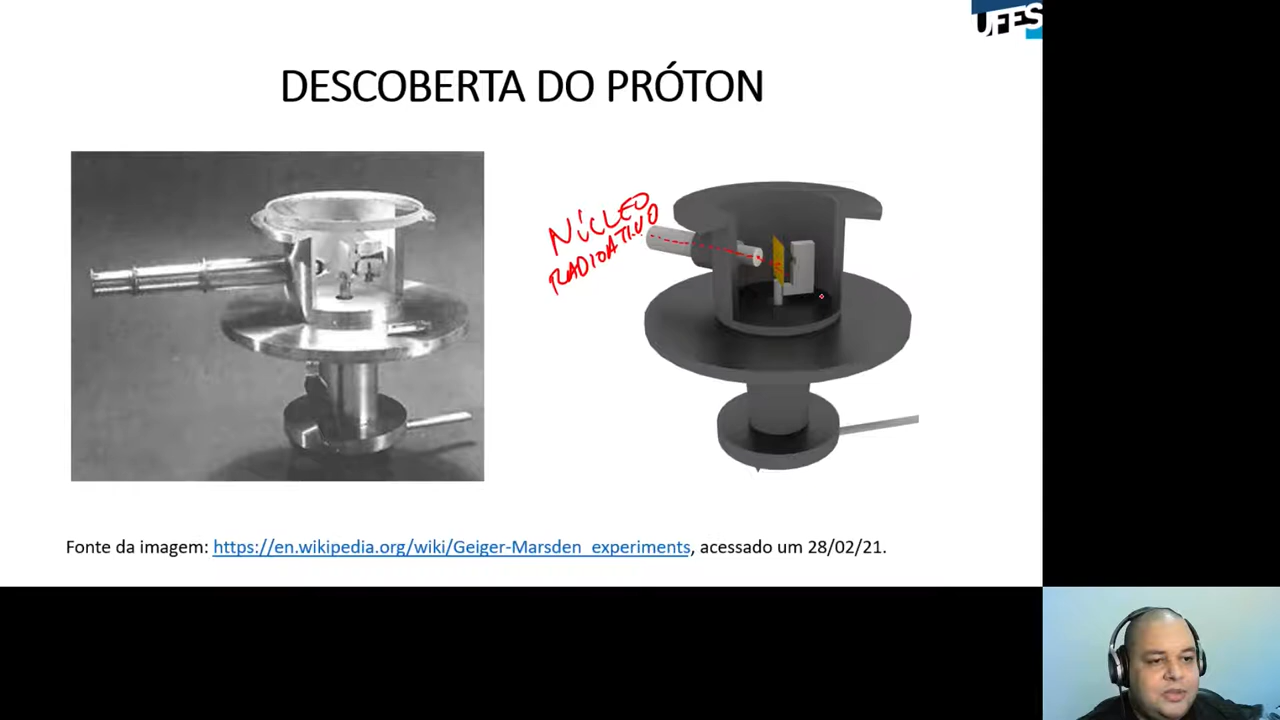 UFES
DESCOBERTA DO PRÓTON
NÚCLEO
RADIOATIVO
Fonte da imagem: https://en.wikipedia.org/wiki/Geiger-Marsden_experiments, acessado um 28/02/21.